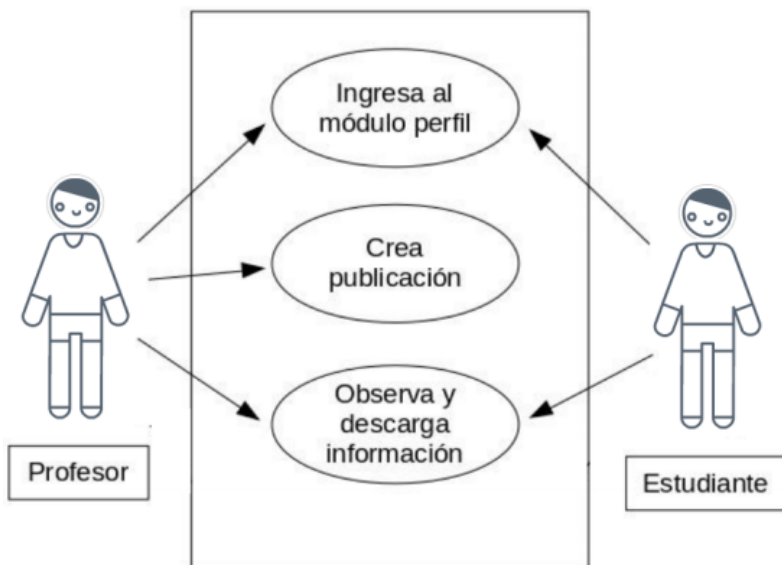 Ingresa al
módulo perfil
Crea
publicación
Observa y
descarga
información
Profesor
Estudiante